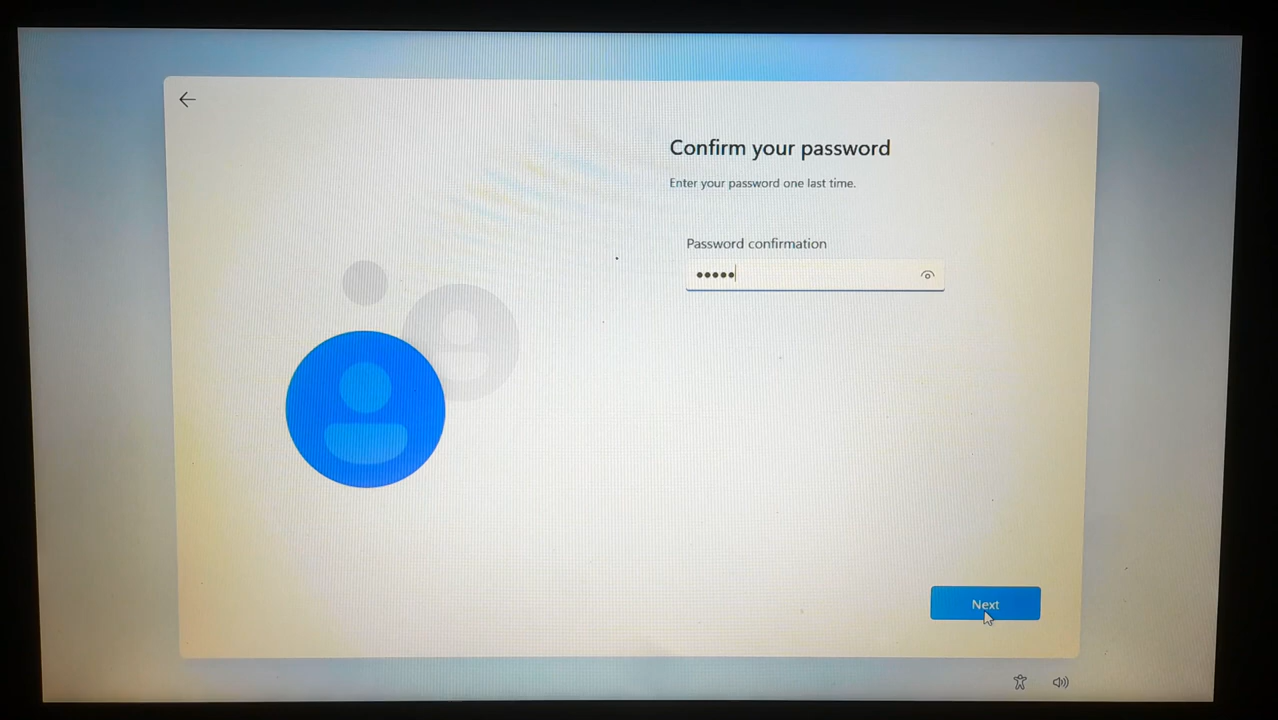 Confirm your password
Enter your password one last time.
Password confirmation
•••••
Next